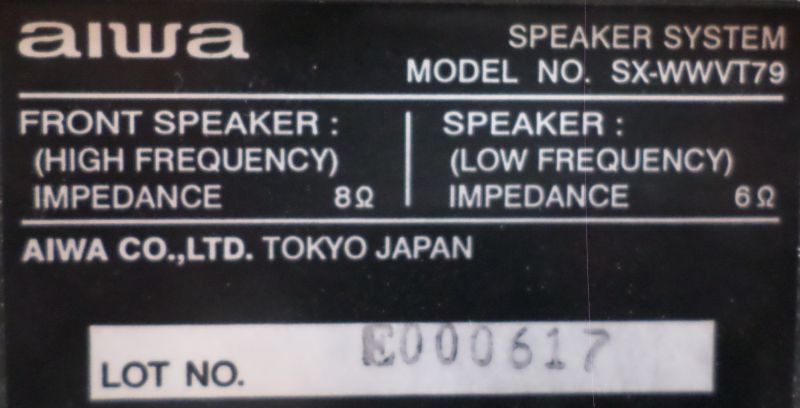 aiwa
SPEAKER SYSTEM
MODEL NO. SX-WWVT79
FRONT SPEAKER :
(HIGH FREQUENCY)
IMPEDANCE 8Ω
SPEAKER :
(LOW FREQUENCY)
IMPEDANCE 6Ω
AIWA CO.,LTD. TOKYO JAPAN
LOT NO. E000617